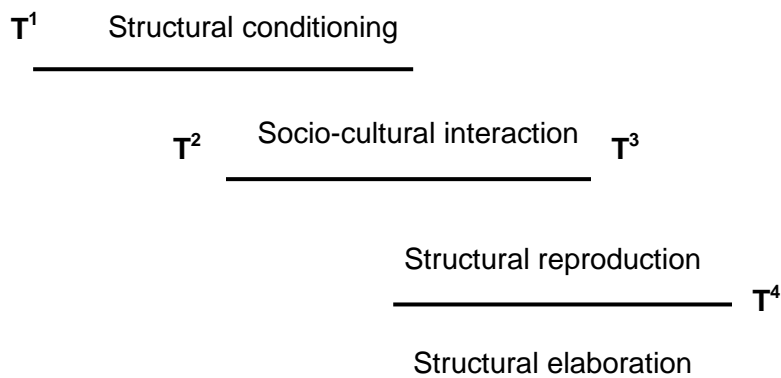 T¹ Structural conditioning
T² Socio-cultural interaction T³
Structural reproduction
T⁴
Structural elaboration